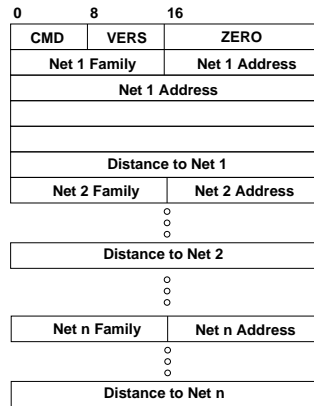 0 8 16
CMD VERS ZERO
Net 1 Family Net 1 Address
Net 1 Address
Distance to Net 1
Net 2 Family Net 2 Address
Distance to Net 2
Net n Family Net n Address
Distance to Net n